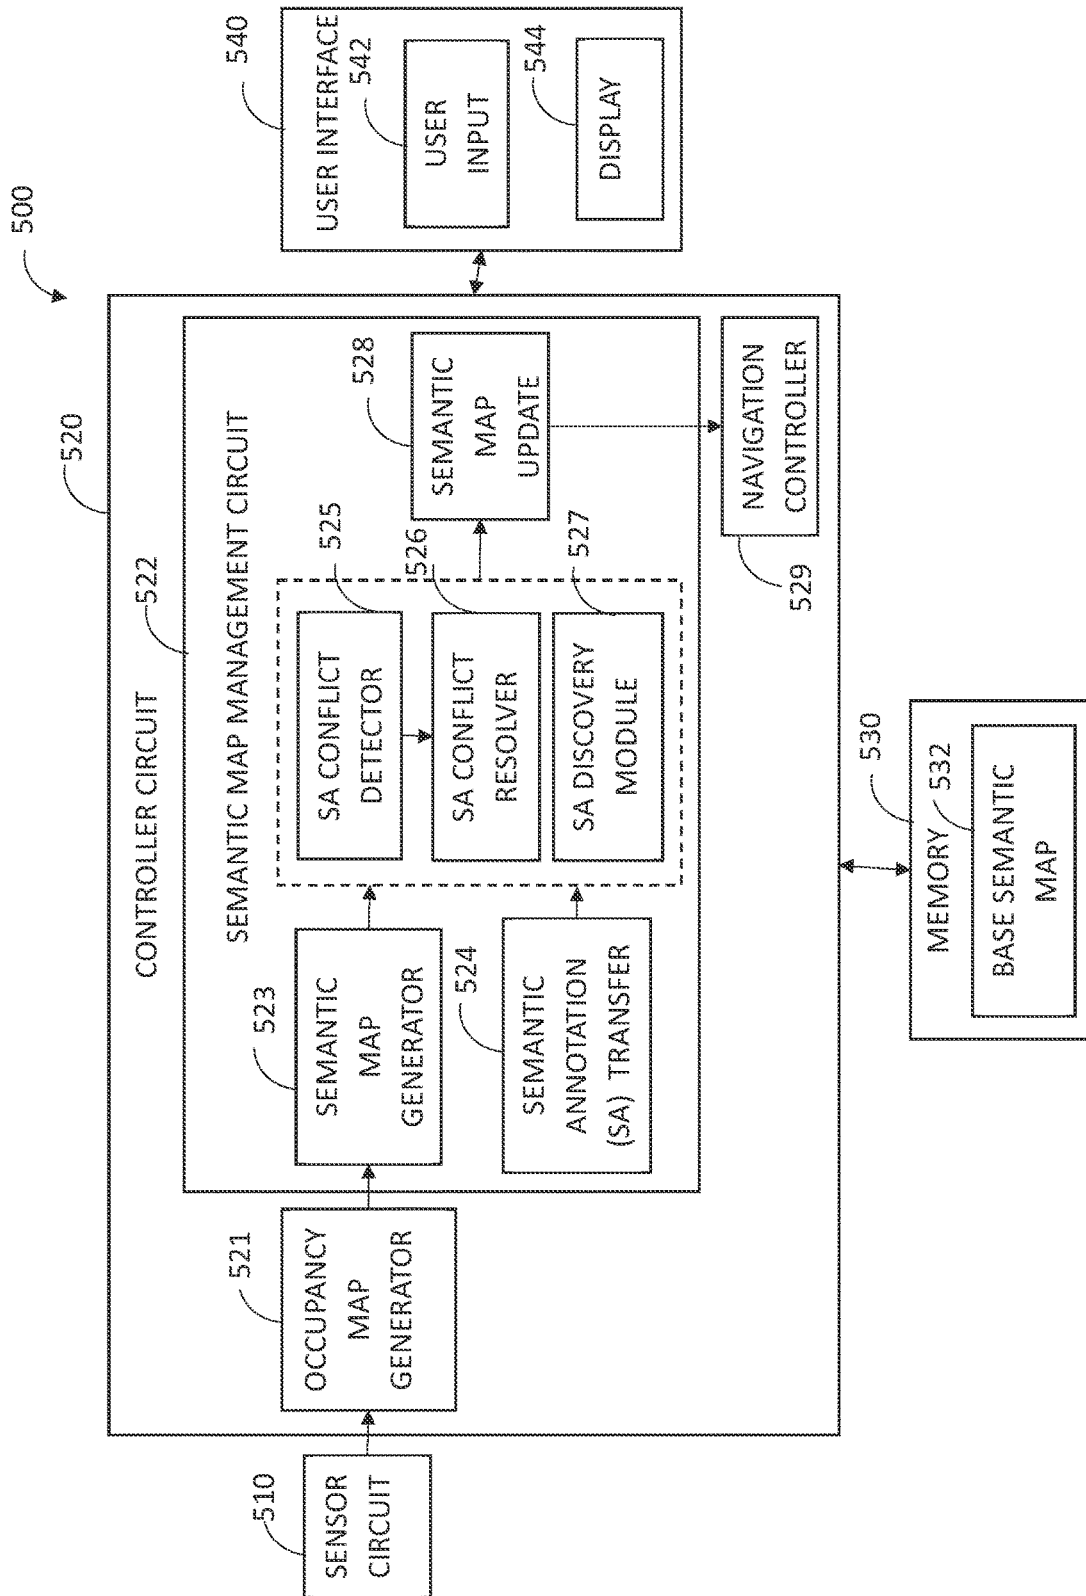 500
510
SENSOR
CIRCUIT
520
CONTROLLER CIRCUIT
521
OCCUPANCY
MAP
GENERATOR
522
SEMANTIC MAP MANAGEMENT CIRCUIT
523
SEMANTIC
MAP
GENERATOR
524
SEMANTIC
ANNOTATION
(SA) TRANSFER
525
SA CONFLICT
DETECTOR
526
SA CONFLICT
RESOLVER
527
SA DISCOVERY
MODULE
528
SEMANTIC
MAP
UPDATE
529
NAVIGATION
CONTROLLER
530
MEMORY
532
BASE SEMANTIC
MAP
540
USER INTERFACE
542
USER
INPUT
544
DISPLAY